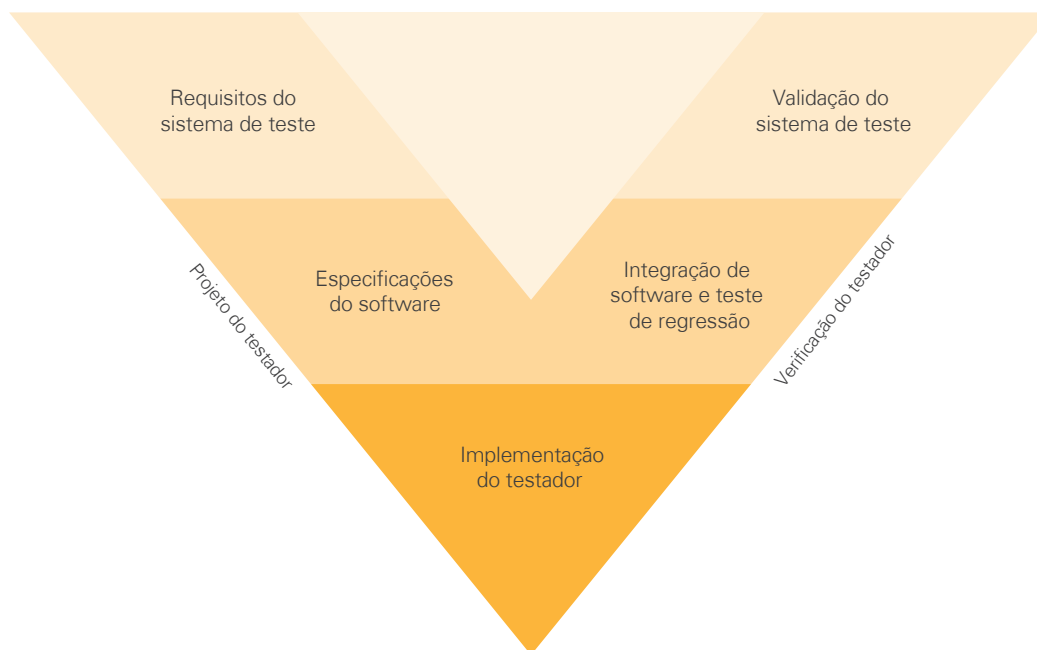 Requisitos do
sistema de teste
Validação do
sistema de teste
Projeto do testador
Especificações
do software
Integração de
software e teste
de regressão
Verificação do testador
Implementação
do testador